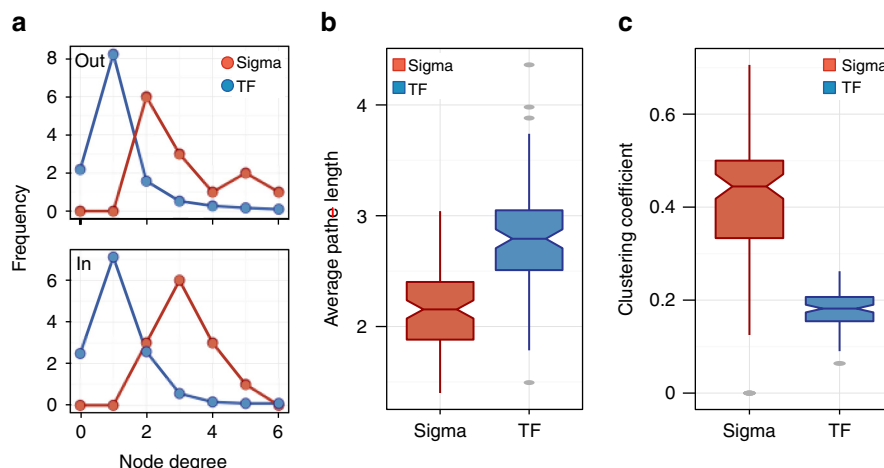 a
Out
Sigma
TF
8
6
4
2
0
In
6
4
2
0
0 2 4 6
Frequency
Node degree
b
Sigma
TF
4
3
2
Average pathe length
Sigma TF
c
Sigma
TF
0.6
0.4
0.2
0
Clustering coefficient
Sigma TF